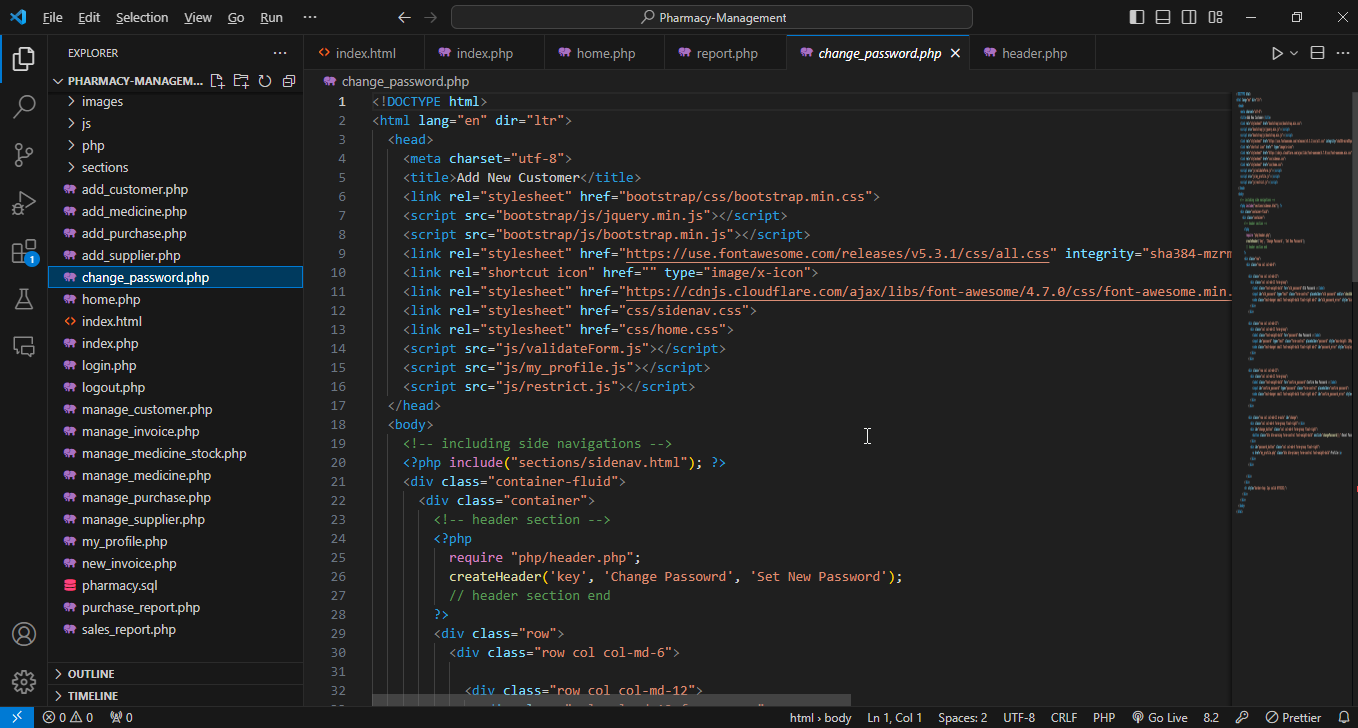 File Edit Selection View Go Run ···
Pharmacy-Management
EXPLORER ···
index.html
index.php
home.php
report.php
change_password.php
header.php
PHARMACY-MANAGEM...
change_password.php
images
js
php
sections
add_customer.php
add_medicine.php
add_purchase.php
add_supplier.php
change_password.php
home.php
index.html
index.php
login.php
logout.php
manage_customer.php
manage_invoice.php
manage_medicine_stock.php
manage_medicine.php
manage_purchase.php
manage_supplier.php
my_profile.php
new_invoice.php
pharmacy.sql
purchase_report.php
sales_report.php
OUTLINE
TIMELINE
1
1 <!DOCTYPE html>
2 <html lang="en" dir="ltr">
3 <head>
4 <meta charset="utf-8">
5 <title>Add New Customer</title>
6 <link rel="stylesheet" href="bootstrap/css/bootstrap.min.css">
7 <script src="bootstrap/js/jquery.min.js"></script>
8 <script src="bootstrap/js/bootstrap.min.js"></script>
9 <link rel="stylesheet" href="https://use.fontawesome.com/releases/v5.3.1/css/all.css" integrity="sha384-mzrm
10 <link rel="shortcut icon" href="" type="image/x-icon">
11 <link rel="stylesheet" href="https://cdnjs.cloudflare.com/ajax/libs/font-awesome/4.7.0/css/font-awesome.min.
12 <link rel="stylesheet" href="css/sidenav.css">
13 <link rel="stylesheet" href="css/home.css">
14 <script src="js/validateForm.js"></script>
15 <script src="js/my_profile.js"></script>
16 <script src="js/restrict.js"></script>
17 </head>
18 <body>
19 <!-- including side navigations -->
20 <?php include("sections/sidenav.html"); ?>
21 <div class="container-fluid">
22 <div class="container">
23 <!-- header section -->
24 <?php
25 require "php/header.php";
26 createHeader('key', 'Change Passowrd', 'Set New Password');
27 // header section end
28 ?>
29 <div class="row">
30 <div class="row col col-md-6">
31
32 <div class="row col col-md-12">
0 0 0 html › body Ln 1, Col 1 Spaces: 2 UTF-8 CRLF PHP Go Live 8.2 Prettier